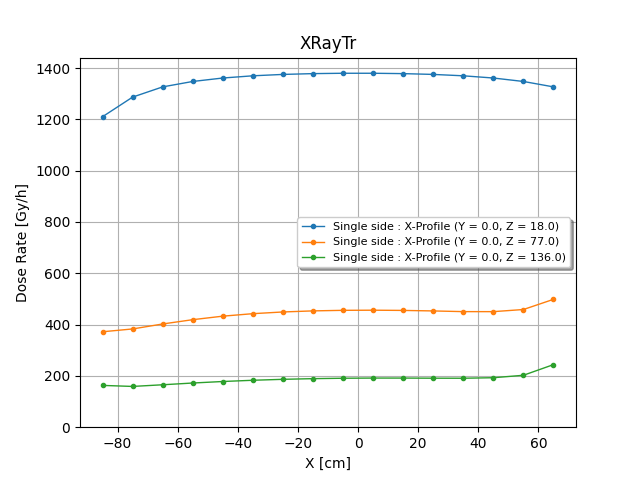 XRayTr
1400
1200
1000
800
600
400
200
0
Dose Rate [Gy/h]
Single side : X-Profile (Y = 0.0, Z = 18.0)
Single side : X-Profile (Y = 0.0, Z = 77.0)
Single side : X-Profile (Y = 0.0, Z = 136.0)
−80 −60 −40 −20 0 20 40 60
X [cm]